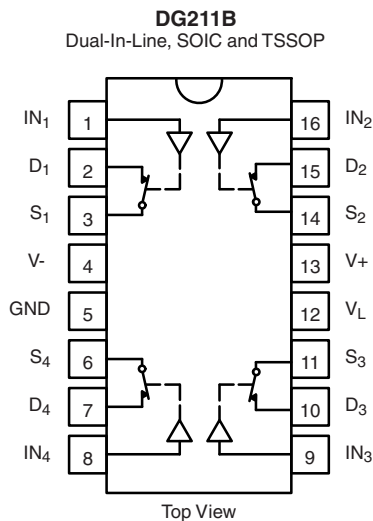 DG211B
Dual-In-Line, SOIC and TSSOP
IN1 1 16 IN2
D1 2 15 D2
S1 3 14 S2
V- 4 13 V+
GND 5 12 VL
S4 6 11 S3
D4 7 10 D3
IN4 8 9 IN3
Top View